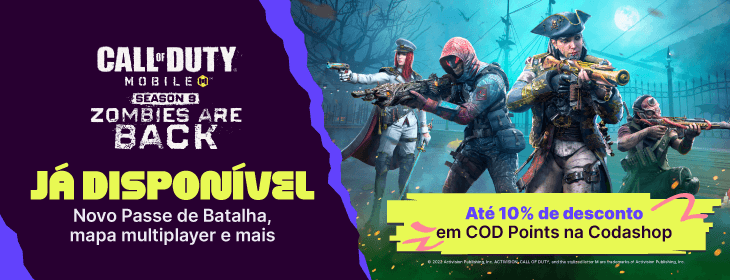 CALL OF DUTY
MOBILE
SEASON 9
ZOMBIES ARE
BACK
JÁ DISPONÍVEL
Novo Passe de Batalha,
mapa multiplayer e mais
Até 10% de desconto
em COD Points na Codashop